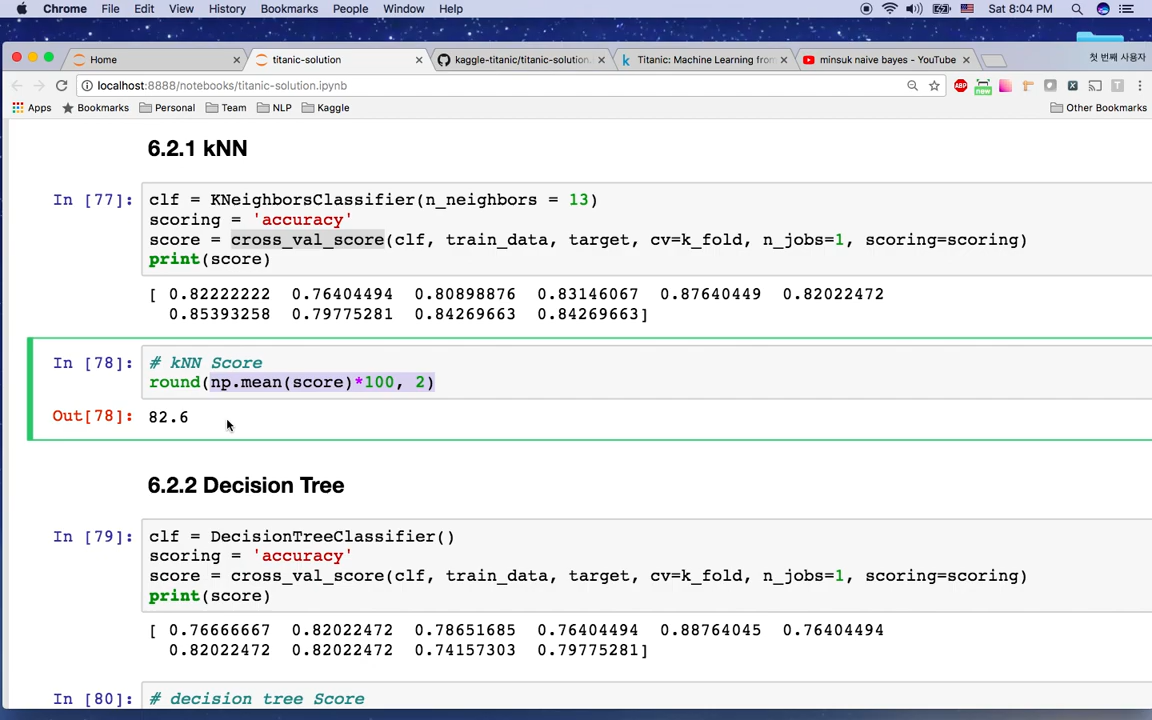 Chrome File Edit View History Bookmarks People Window Help Sat 8:04 PM
Home titanic-solution kaggle-titanic/titanic-solution. Titanic: Machine Learning from minsuk naive bayes - YouTube 첫 번째 사용자
localhost:8888/notebooks/titanic-solution.ipynb ABP new T
Apps Bookmarks Personal Team NLP Kaggle Other Bookmarks
6.2.1 kNN
In [77]: clf = KNeighborsClassifier(n_neighbors = 13)
scoring = 'accuracy'
score = cross_val_score(clf, train_data, target, cv=k_fold, n_jobs=1, scoring=scoring)
print(score)
[ 0.82222222 0.76404494 0.80898876 0.83146067 0.87640449 0.82022472
0.85393258 0.79775281 0.84269663 0.84269663]
In [78]: # kNN Score
round(np.mean(score)*100, 2)
Out[78]: 82.6
6.2.2 Decision Tree
In [79]: clf = DecisionTreeClassifier()
scoring = 'accuracy'
score = cross_val_score(clf, train_data, target, cv=k_fold, n_jobs=1, scoring=scoring)
print(score)
[ 0.76666667 0.82022472 0.78651685 0.76404494 0.88764045 0.76404494
0.82022472 0.82022472 0.74157303 0.79775281]
In [80]: # decision tree Score